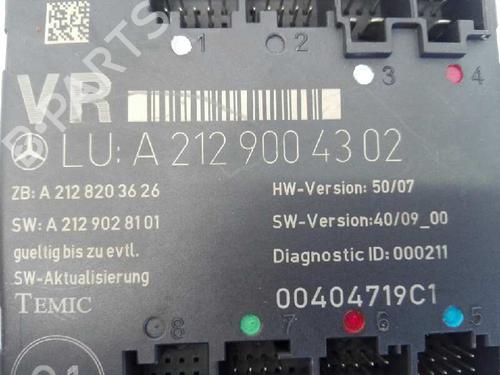 1 2
3 4
VR
LU: A 212 900 43 02
ZB: A 212 820 36 26
HW-Version: 50/07
SW: A 212 902 81 01
SW-Version:40/09_00
gueltig bis zu evtl.
Diagnostic ID: 000211
SW-Aktualisierung
TEMIC
00404719C1
8 7 6 5
B-PARTS